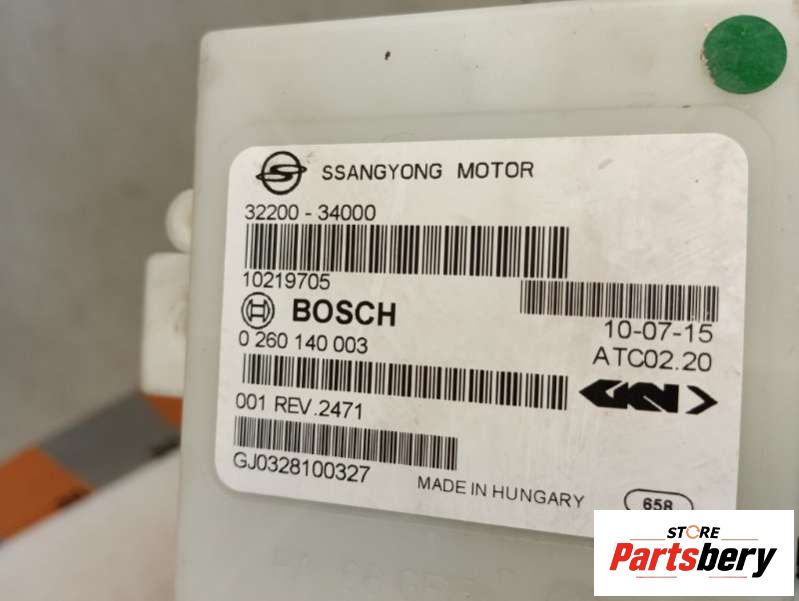 SSANGYONG MOTOR
32200 - 34000
10219705
BOSCH
10-07-15
0 260 140 003
ATC02.20
GKN
001 REV.2471
GJ0328100327
MADE IN HUNGARY
658
STORE
Partsbery